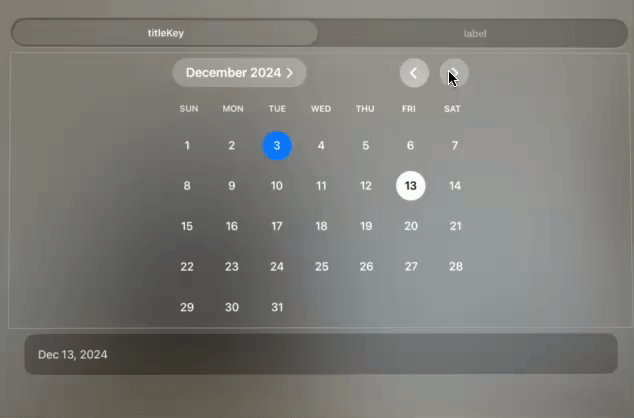 titleKey label
December 2024
SUN MON TUE WED THU FRI SAT
1 2 3 4 5 6 7
8 9 10 11 12 13 14
15 16 17 18 19 20 21
22 23 24 25 26 27 28
29 30 31
Dec 13, 2024